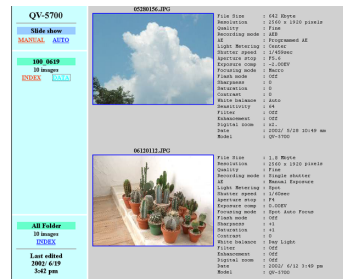 QV-5700
Slide show
MANUAL AUTO
100_0619
10 images
INDEX DATA
All Folder
10 images
INDEX
Last edited
2002/ 6/19
3:42 pm
05280156.JPG
File Size : 642 Kbyte
Resolution : 2560 x 1920 pixels
Quality : Fine
Recording mode : AEB
AE : Programmed AE
Light Metering : Center
Shutter speed : 1/458sec
Aperture stop : F5.6
Exposure comp : -2.00EV
Focusing mode : Macro
Flash mode : Off
Sharpness : 0
Saturation : 0
Contrast : 0
White balance : Auto
Sensitivity : 64
Filter : Off
Enhancement : Off
Digital zoom : x2.
Date : 2002/ 5/28 10:49 am
Model : QV-5700
06120112.JPG
File Size : 1.8 Mbyte
Resolution : 2560 x 1920 pixels
Quality : Fine
Recording mode : Single shutter
AE : Manual Exposure
Light Metering : Spot
Shutter speed : 1/60sec
Aperture stop : F4
Exposure comp : 0.00EV
Focusing mode : Spot Auto Focus
Flash mode : Off
Sharpness : +1
Saturation : +1
Contrast : 0
White balance : Day Light
Filter : Off
Enhancement : Off
Digital zoom : Off
Date : 2002/ 6/12 3:49 pm
Model : QV-5700